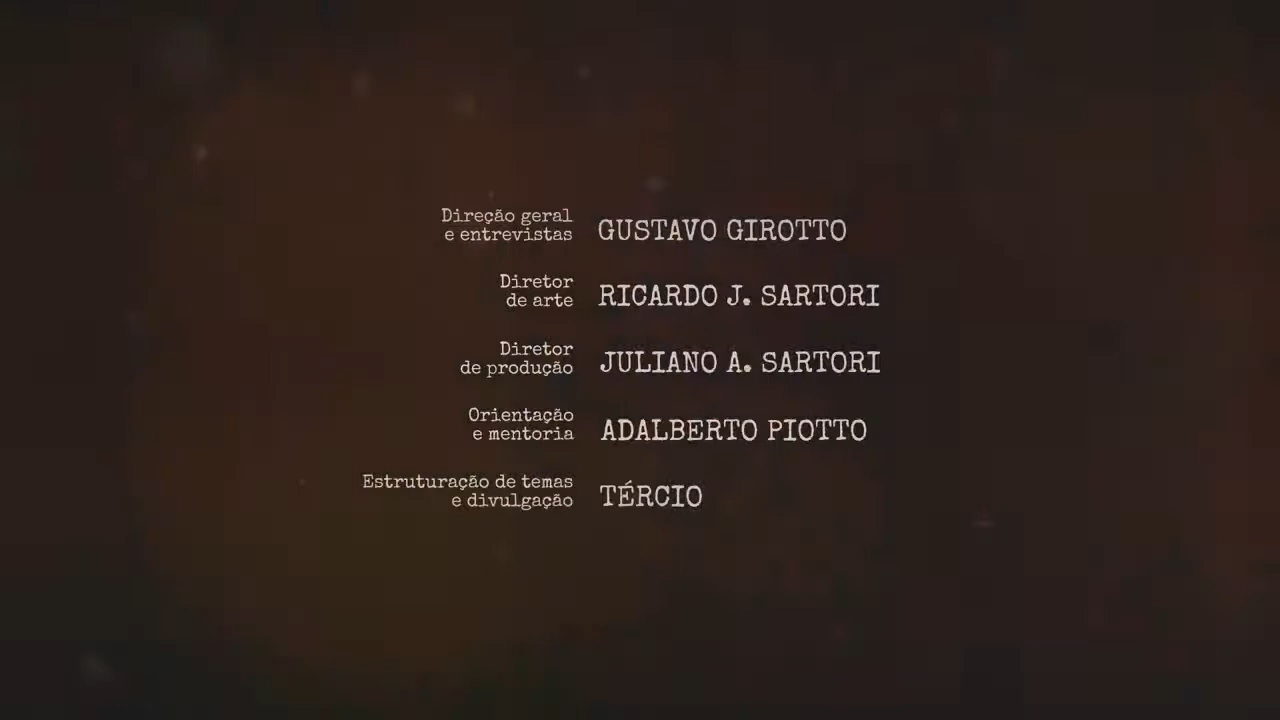 Direção geral
e entrevistas
GUSTAVO GIROTTO
Diretor
de arte
RICARDO J. SARTORI
Diretor
de produção
JULIANO A. SARTORI
Orientação
e mentoria
ADALBERTO PIOTTO
Estruturação de temas
e divulgação
TÉRCIO